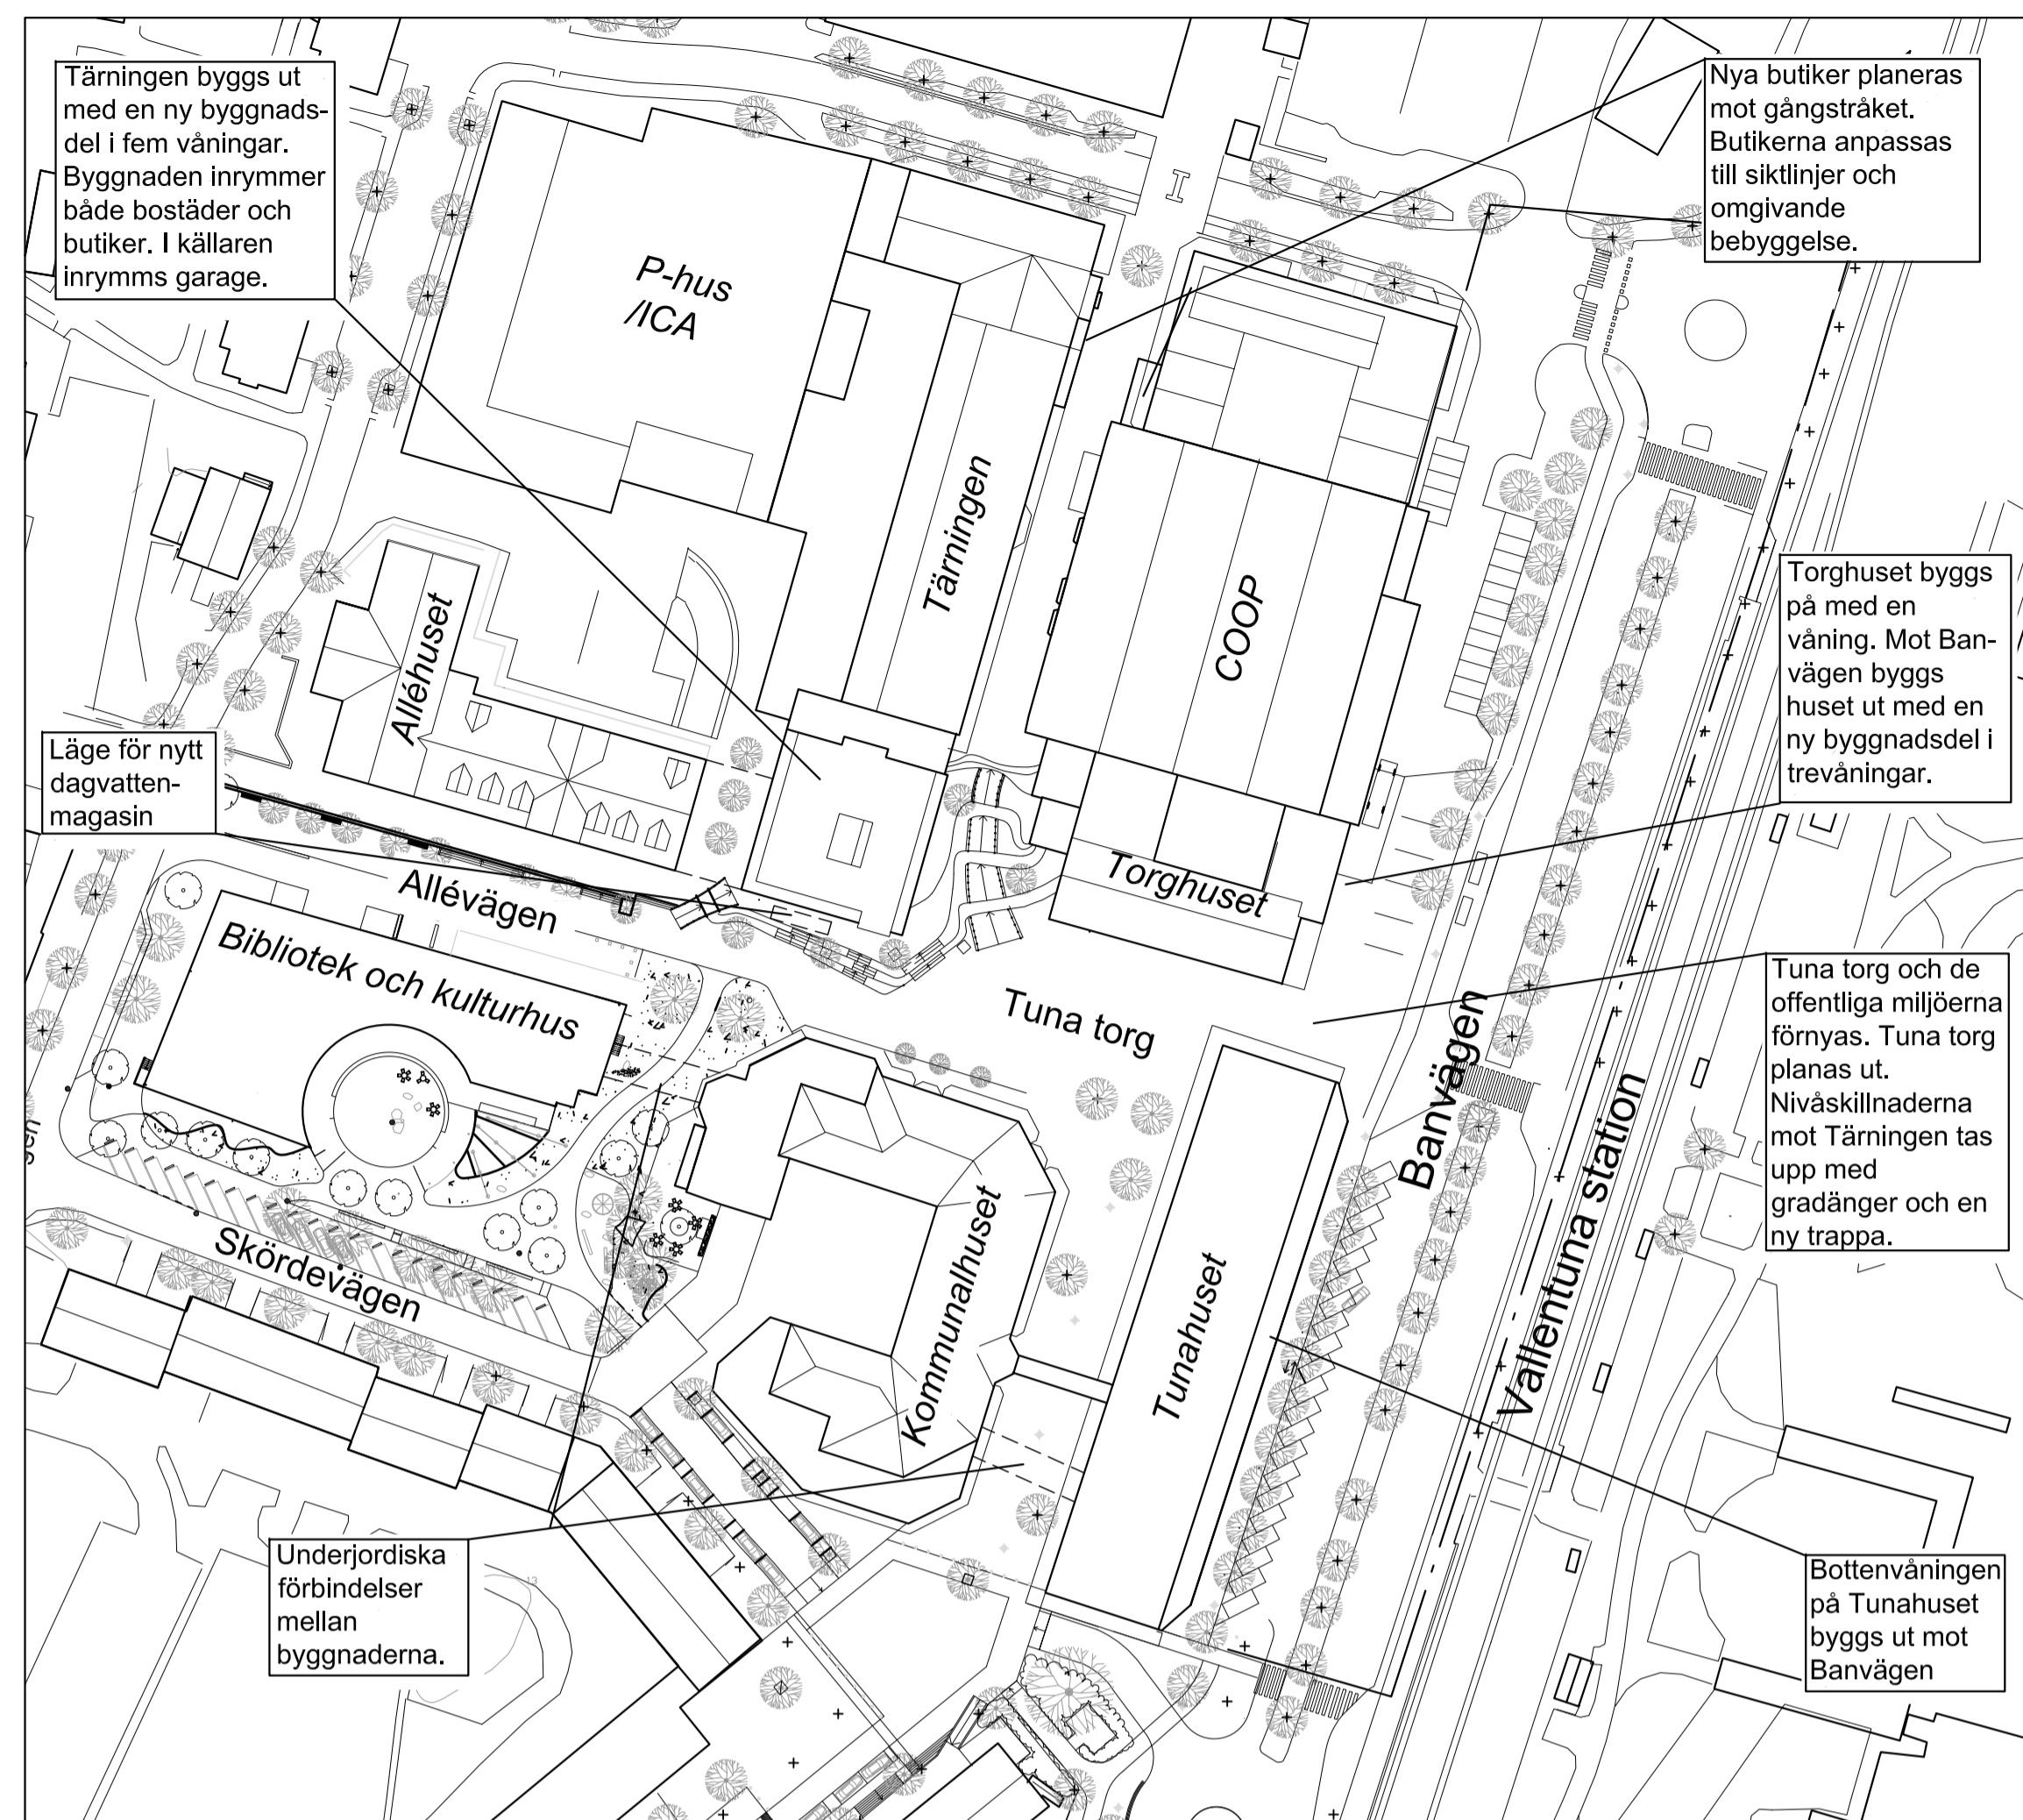 Tärningen byggs ut
med en ny byggnads-
del i fem våningar.
Byggnaden inrymmer
både bostäder och
butiker. I källaren
inrymms garage.
Nya butiker planeras
mot gångstråket.
Butikerna anpassas
till siktlinjer och
omgivande
bebyggelse.
P-hus
/ICA
Tärningen
COOP
Alléhuset
Torghuset byggs
på med en
våning. Mot Ban-
vägen byggs
huset ut med en
ny byggnadsdel i
trevåningar.
Läge för nytt
dagvatten-
magasin
Allévägen
Torghuset
Bibliotek och kulturhus
Tuna torg
Tuna torg och de
offentliga miljöerna
förnyas. Tuna torg
planas ut.
Nivåskillnaderna
mot Tärningen tas
upp med
gradänger och en
ny trappa.
Banvägen
Vallentuna station
Skördevägen
Kommunalhuset
Tunahuset
Underjordiska
förbindelser
mellan
byggnaderna.
Bottenvåningen
på Tunahuset
byggs ut mot
Banvägen